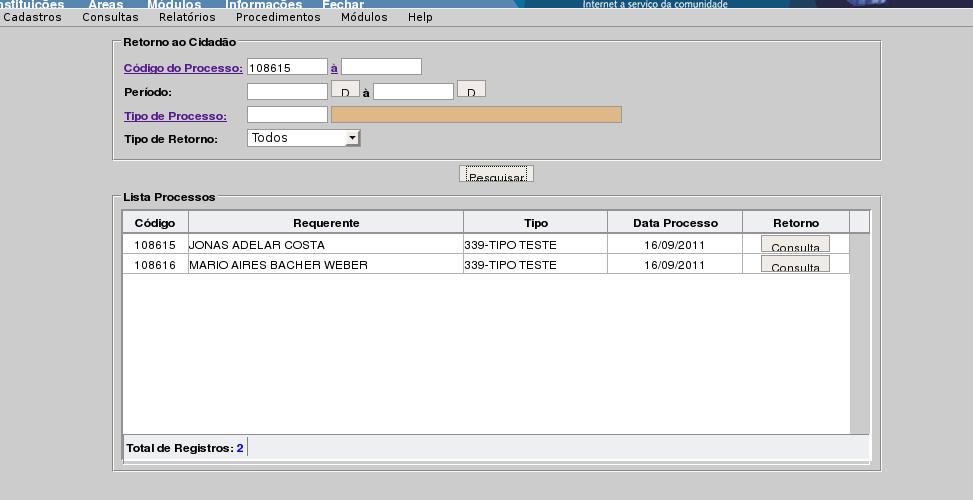 Instituições Áreas Módulos Informações Fechar Internet a serviço da comunidade
Cadastros Consultas Relatórios Procedimentos Módulos Help
Retorno ao Cidadão
Código do Processo: 108615 à
Período: D à D
Tipo de Processo:
Tipo de Retorno: Todos
Pesquisar
Lista Processos
Código Requerente Tipo Data Processo Retorno
108615 JONAS ADELAR COSTA 339-TIPO TESTE 16/09/2011 Consulta
108616 MARIO AIRES BACHER WEBER 339-TIPO TESTE 16/09/2011 Consulta
Total de Registros: 2